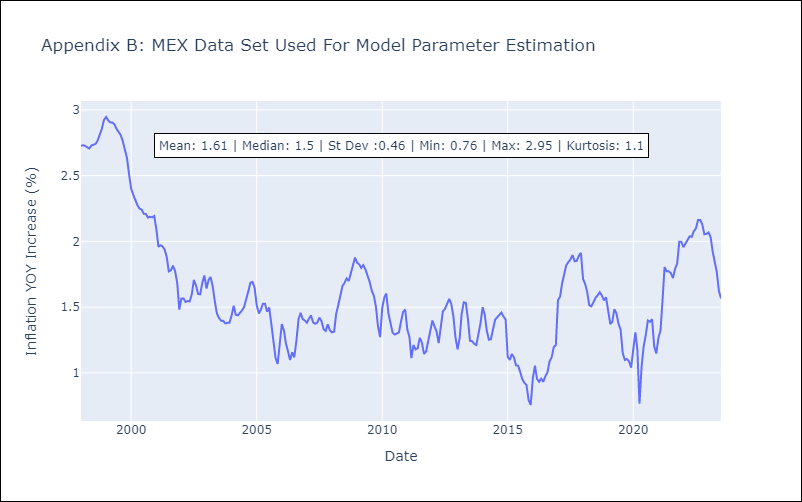 Appendix B: MEX Data Set Used For Model Parameter Estimation
Mean: 1.61 | Median: 1.5 | St Dev :0.46 | Min: 0.76 | Max: 2.95 | Kurtosis: 1.1
Inflation YOY Increase (%)
3
2.5
2
1.5
1
2000 2005 2010 2015 2020
Date